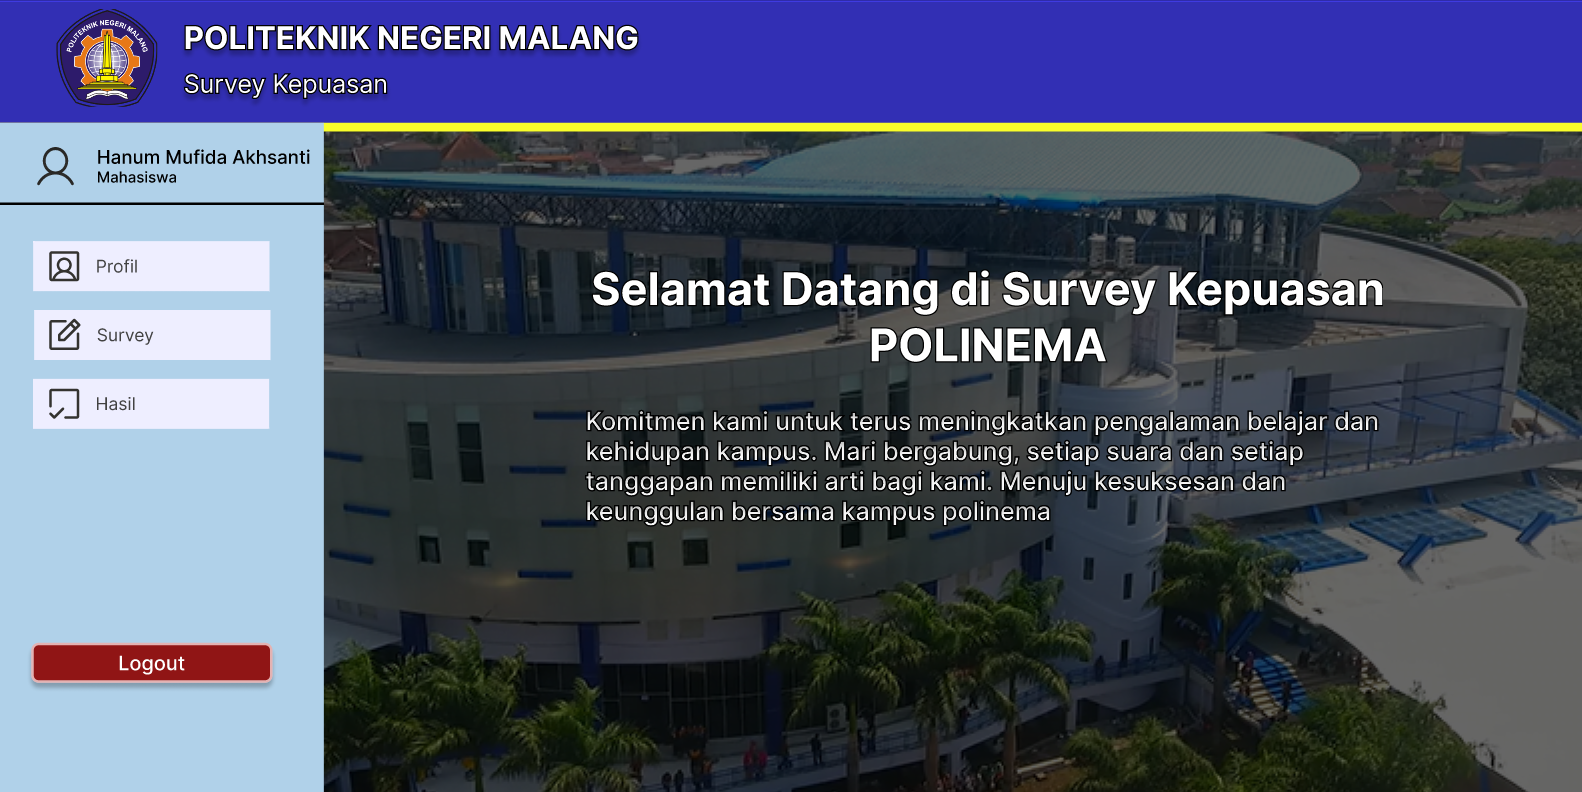 POLITEKNIK NEGERI MALANG
POLITEKNIK NEGERI MALANG
Survey Kepuasan
Hanum Mufida Akhsanti
Mahasiswa
Profil
Survey
Hasil
Logout
Selamat Datang di Survey Kepuasan
POLINEMA
Komitmen kami untuk terus meningkatkan pengalaman belajar dan
kehidupan kampus. Mari bergabung, setiap suara dan setiap
tanggapan memiliki arti bagi kami. Menuju kesuksesan dan
keunggulan bersama kampus polinema